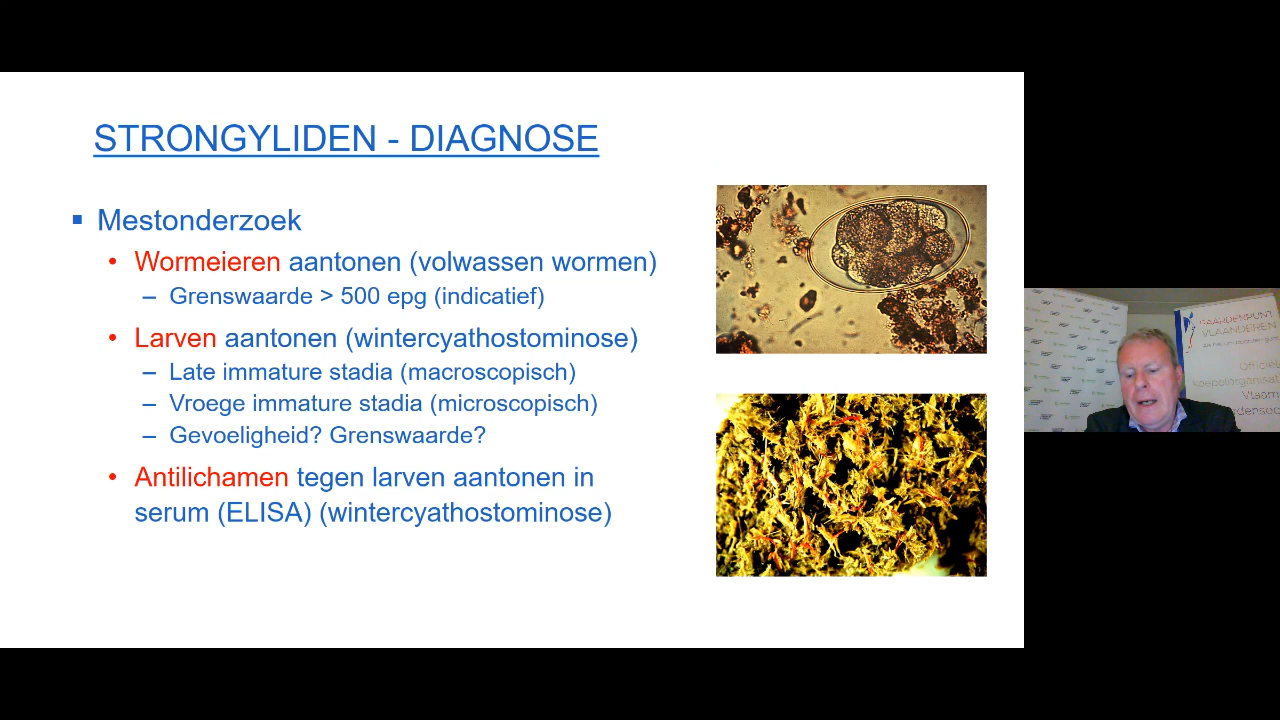 STRONGYLIDEN - DIAGNOSE
Mestonderzoek
Wormeieren aantonen (volwassen wormen)
– Grenswaarde > 500 epg (indicatief)
Larven aantonen (wintercyathostominose)
– Late immature stadia (macroscopisch)
– Vroege immature stadia (microscopisch)
– Gevoeligheid? Grenswaarde?
Antilichamen tegen larven aantonen in
serum (ELISA) (wintercyathostominose)
VLAANDEREN